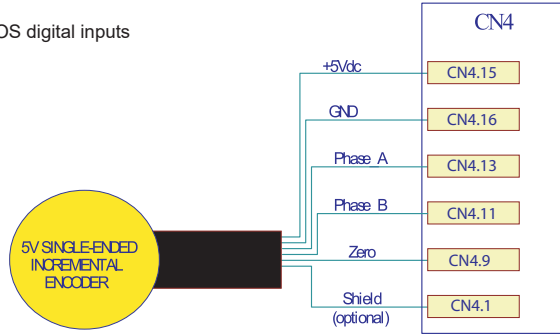 OS digital inputs
CN4
+5Vdc
CN4.15
GND
CN4.16
Phase A
CN4.13
Phase B
CN4.11
Zero
CN4.9
Shield
(optional)
CN4.1
5V SINGLE-ENDED
INCREMENTAL
ENCODER